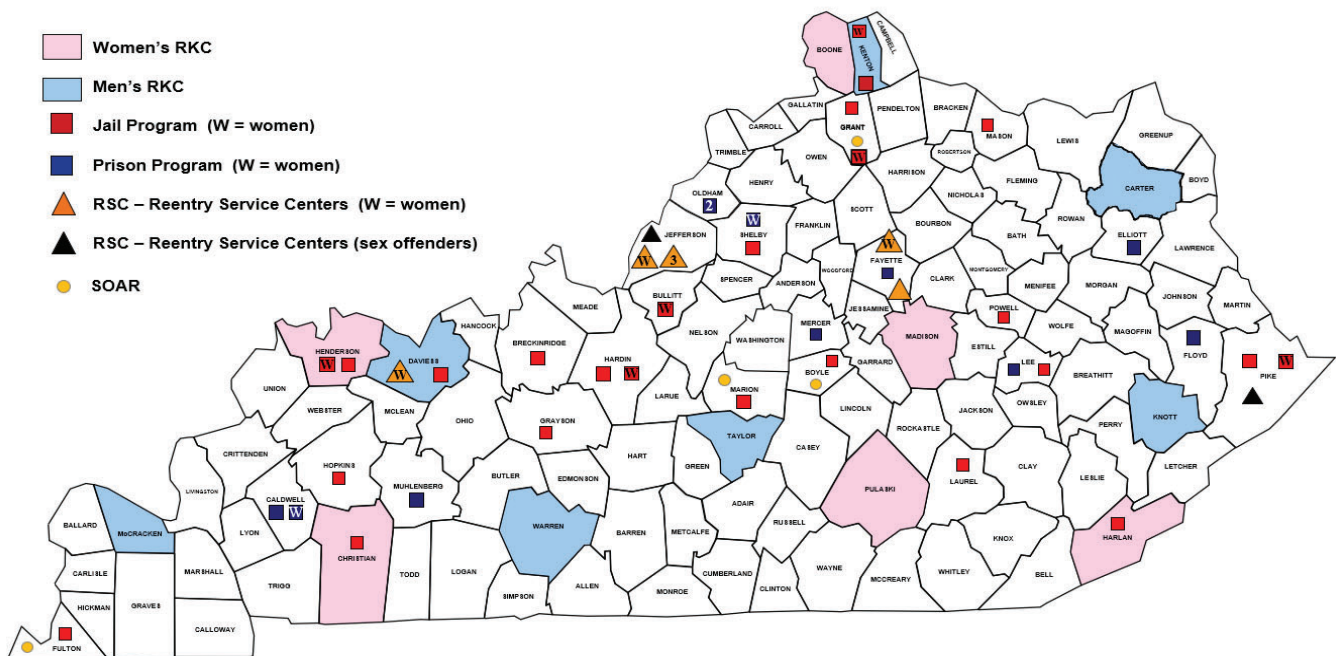 Women's RKC
Men's RKC
Jail Program (W = women)
Prison Program (W = women)
RSC – Reentry Service Centers (W = women)
RSC – Reentry Service Centers (sex offenders)
SOAR
BOONE
W
KENTON
CAMPBELL
GALLATIN
PENDELTON
BRACKEN
MASON
LEWIS
GREENUP
CARROLL
GRANT
W
TRIMBLE
OWEN
ROBERTSON
HARRISON
FLEMING
CARTER
BOYD
OLDHAM
2
HENRY
NICHOLAS
SCOTT
ROWAN
W
SHELBY
FRANKLIN
BOURBON
BATH
ELLIOTT
LAWRENCE
JEFFERSON
W
3
W
FAYETTE
SPENCER
ANDERSON
WOODFORD
CLARK
MONTGOMERY
MENIFEE
MORGAN
JOHNSON
MARTIN
MEADE
BULLITT
W
NELSON
JESSAMINE
POWELL
HANCOCK
BRECKINRIDGE
WASHINGTON
MERCER
MADISON
ESTILL
WOLFE
MAGOFFIN
FLOYD
HENDERSON
W
DAVIESS
W
HARDIN
W
BOYLE
GARRARD
LEE
BREATHITT
PIKE
W
UNION
LARUE
MARION
OWSLEY
WEBSTER
MCLEAN
OHIO
GRAYSON
LINCOLN
JACKSON
PERRY
KNOTT
TAYLOR
ROCKASTLE
CRITTENDEN
HOPKINS
HART
GREEN
CASEY
CLAY
LETCHER
LIVINGSTON
CALDWELL
W
MUHLENBERG
BUTLER
EDMONSON
ADAIR
PULASKI
LAUREL
LESLIE
BALLARD
McCRACKEN
LYON
CHRISTIAN
WARREN
BARREN
METCALFE
RUSSELL
KNOX
HARLAN
CARLISLE
MARSHALL
TRIGG
TODD
LOGAN
SIMPSON
ALLEN
MONROE
CUMBERLAND
CLINTON
WAYNE
MCCREARY
WHITLEY
BELL
HICKMAN
GRAVES
CALLOWAY
FULTON